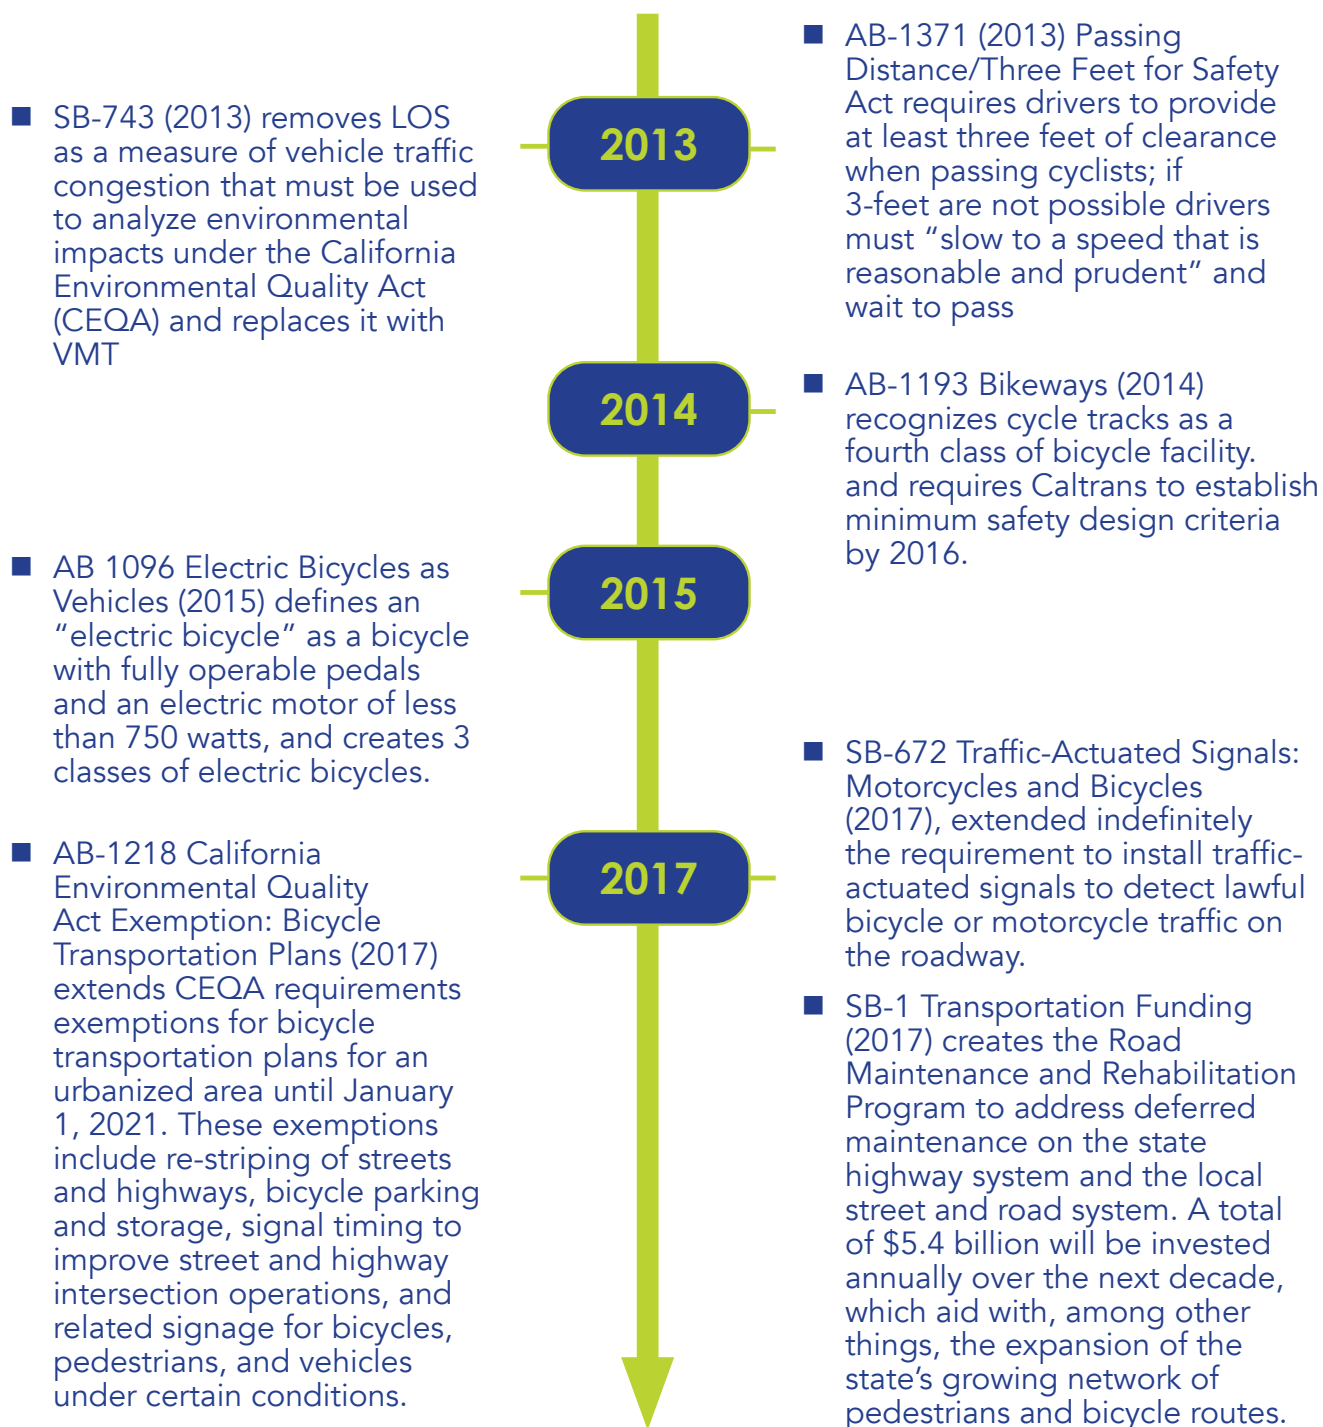 2013
SB-743 (2013) removes LOS
as a measure of vehicle traffic
congestion that must be used
to analyze environmental
impacts under the California
Environmental Quality Act
(CEQA) and replaces it with
VMT
AB-1371 (2013) Passing
Distance/Three Feet for Safety
Act requires drivers to provide
at least three feet of clearance
when passing cyclists; if
3-feet are not possible drivers
must “slow to a speed that is
reasonable and prudent” and
wait to pass
2014
AB-1193 Bikeways (2014)
recognizes cycle tracks as a
fourth class of bicycle facility.
and requires Caltrans to establish
minimum safety design criteria
by 2016.
2015
AB 1096 Electric Bicycles as
Vehicles (2015) defines an
“electric bicycle” as a bicycle
with fully operable pedals
and an electric motor of less
than 750 watts, and creates 3
classes of electric bicycles.
2017
AB-1218 California
Environmental Quality
Act Exemption: Bicycle
Transportation Plans (2017)
extends CEQA requirements
exemptions for bicycle
transportation plans for an
urbanized area until January
1, 2021. These exemptions
include re-striping of streets
and highways, bicycle parking
and storage, signal timing to
improve street and highway
intersection operations, and
related signage for bicycles,
pedestrians, and vehicles
under certain conditions.
SB-672 Traffic-Actuated Signals:
Motorcycles and Bicycles
(2017), extended indefinitely
the requirement to install traffic-
actuated signals to detect lawful
bicycle or motorcycle traffic on
the roadway.
SB-1 Transportation Funding
(2017) creates the Road
Maintenance and Rehabilitation
Program to address deferred
maintenance on the state
highway system and the local
street and road system. A total
of $5.4 billion will be invested
annually over the next decade,
which aid with, among other
things, the expansion of the
state’s growing network of
pedestrians and bicycle routes.